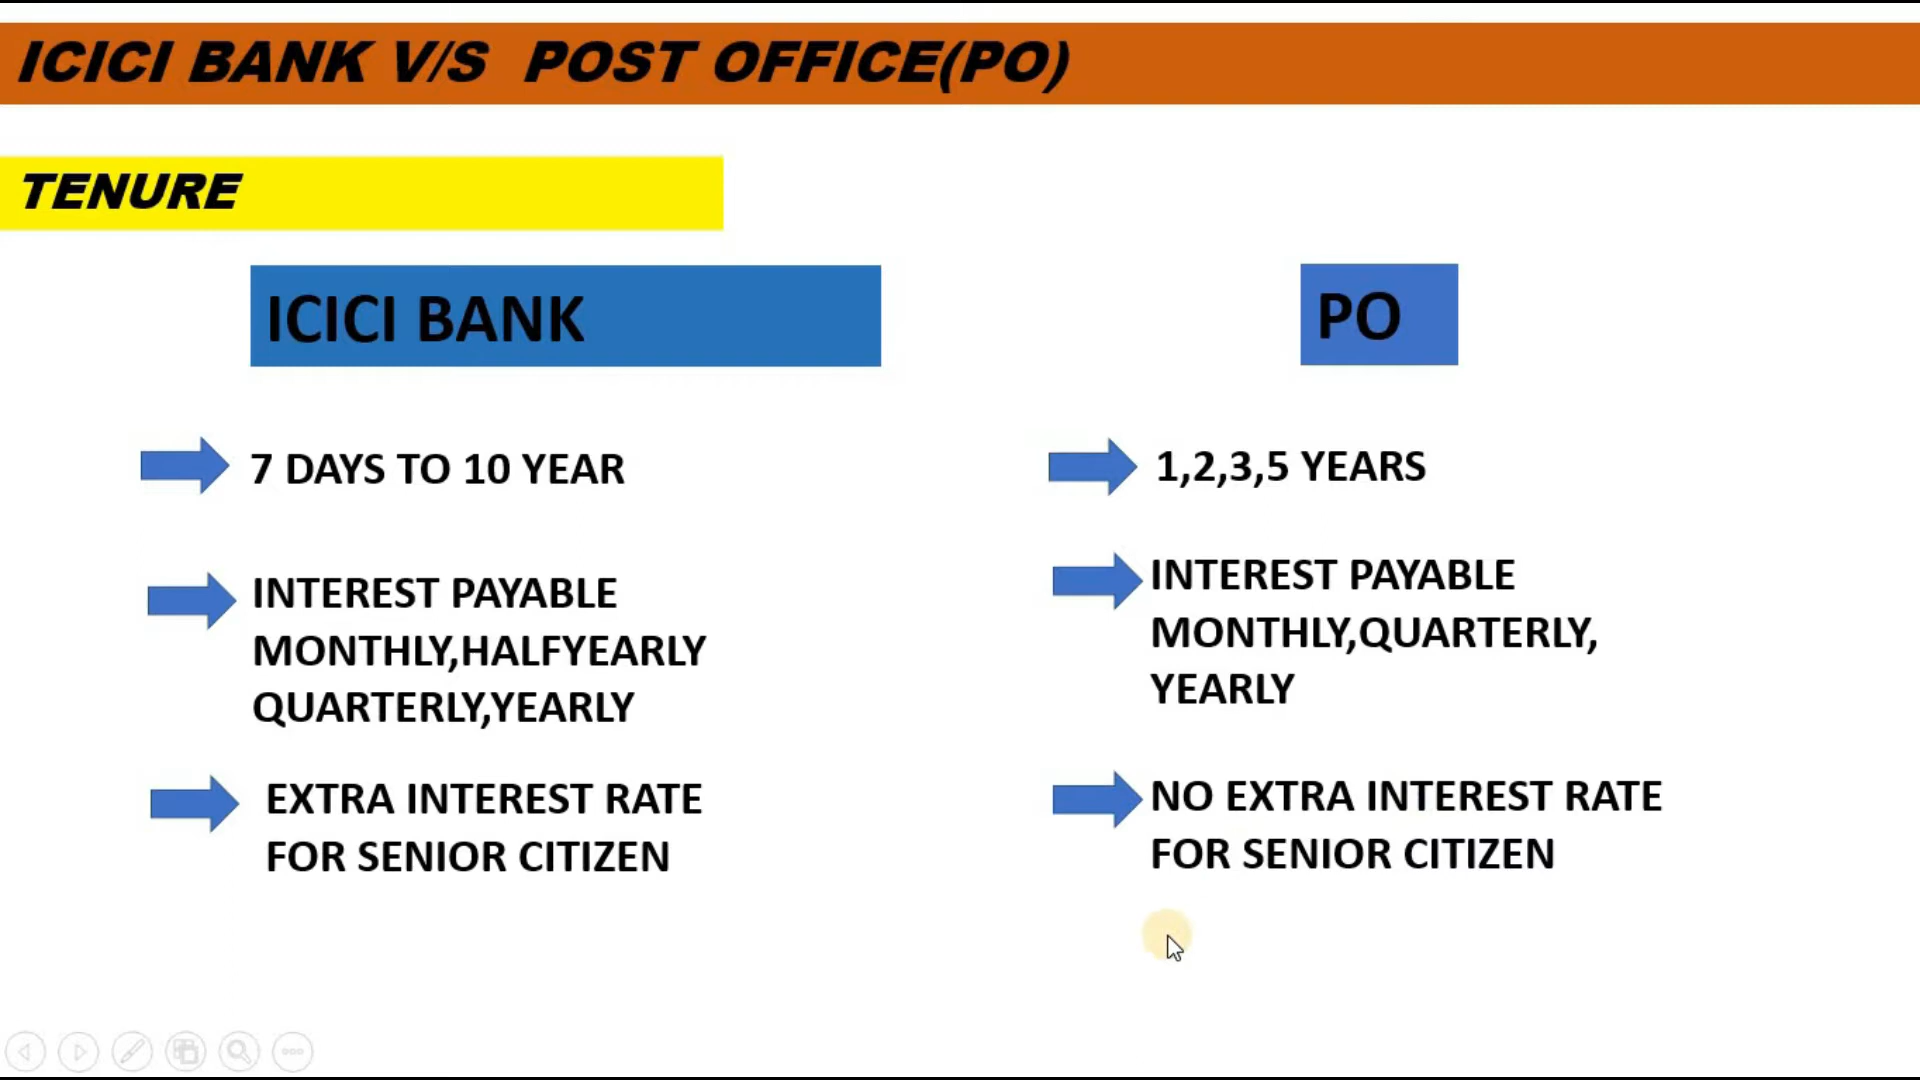 ICICI BANK V/S POST OFFICE(PO)
TENURE
ICICI BANK
7 DAYS TO 10 YEAR
INTEREST PAYABLE
MONTHLY,HALFYEARLY
QUARTERLY,YEARLY
EXTRA INTEREST RATE
FOR SENIOR CITIZEN
PO
1,2,3,5 YEARS
INTEREST PAYABLE
MONTHLY,QUARTERLY,
YEARLY
NO EXTRA INTEREST RATE
FOR SENIOR CITIZEN